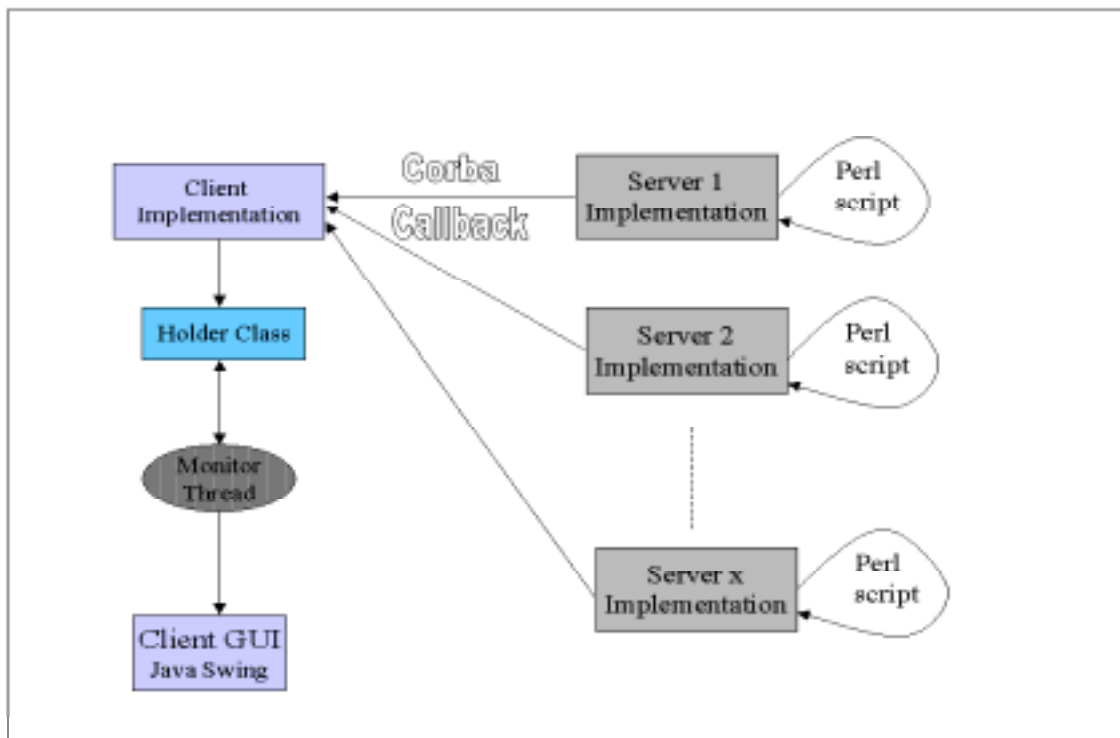 Corba
Callback
Client
Implementation
Server 1
Implementation
Perl
script
Holder Class
Server 2
Implementation
Perl
script
Monitor
Thread
Server x
Implementation
Perl
script
Client GUI
Java Swing